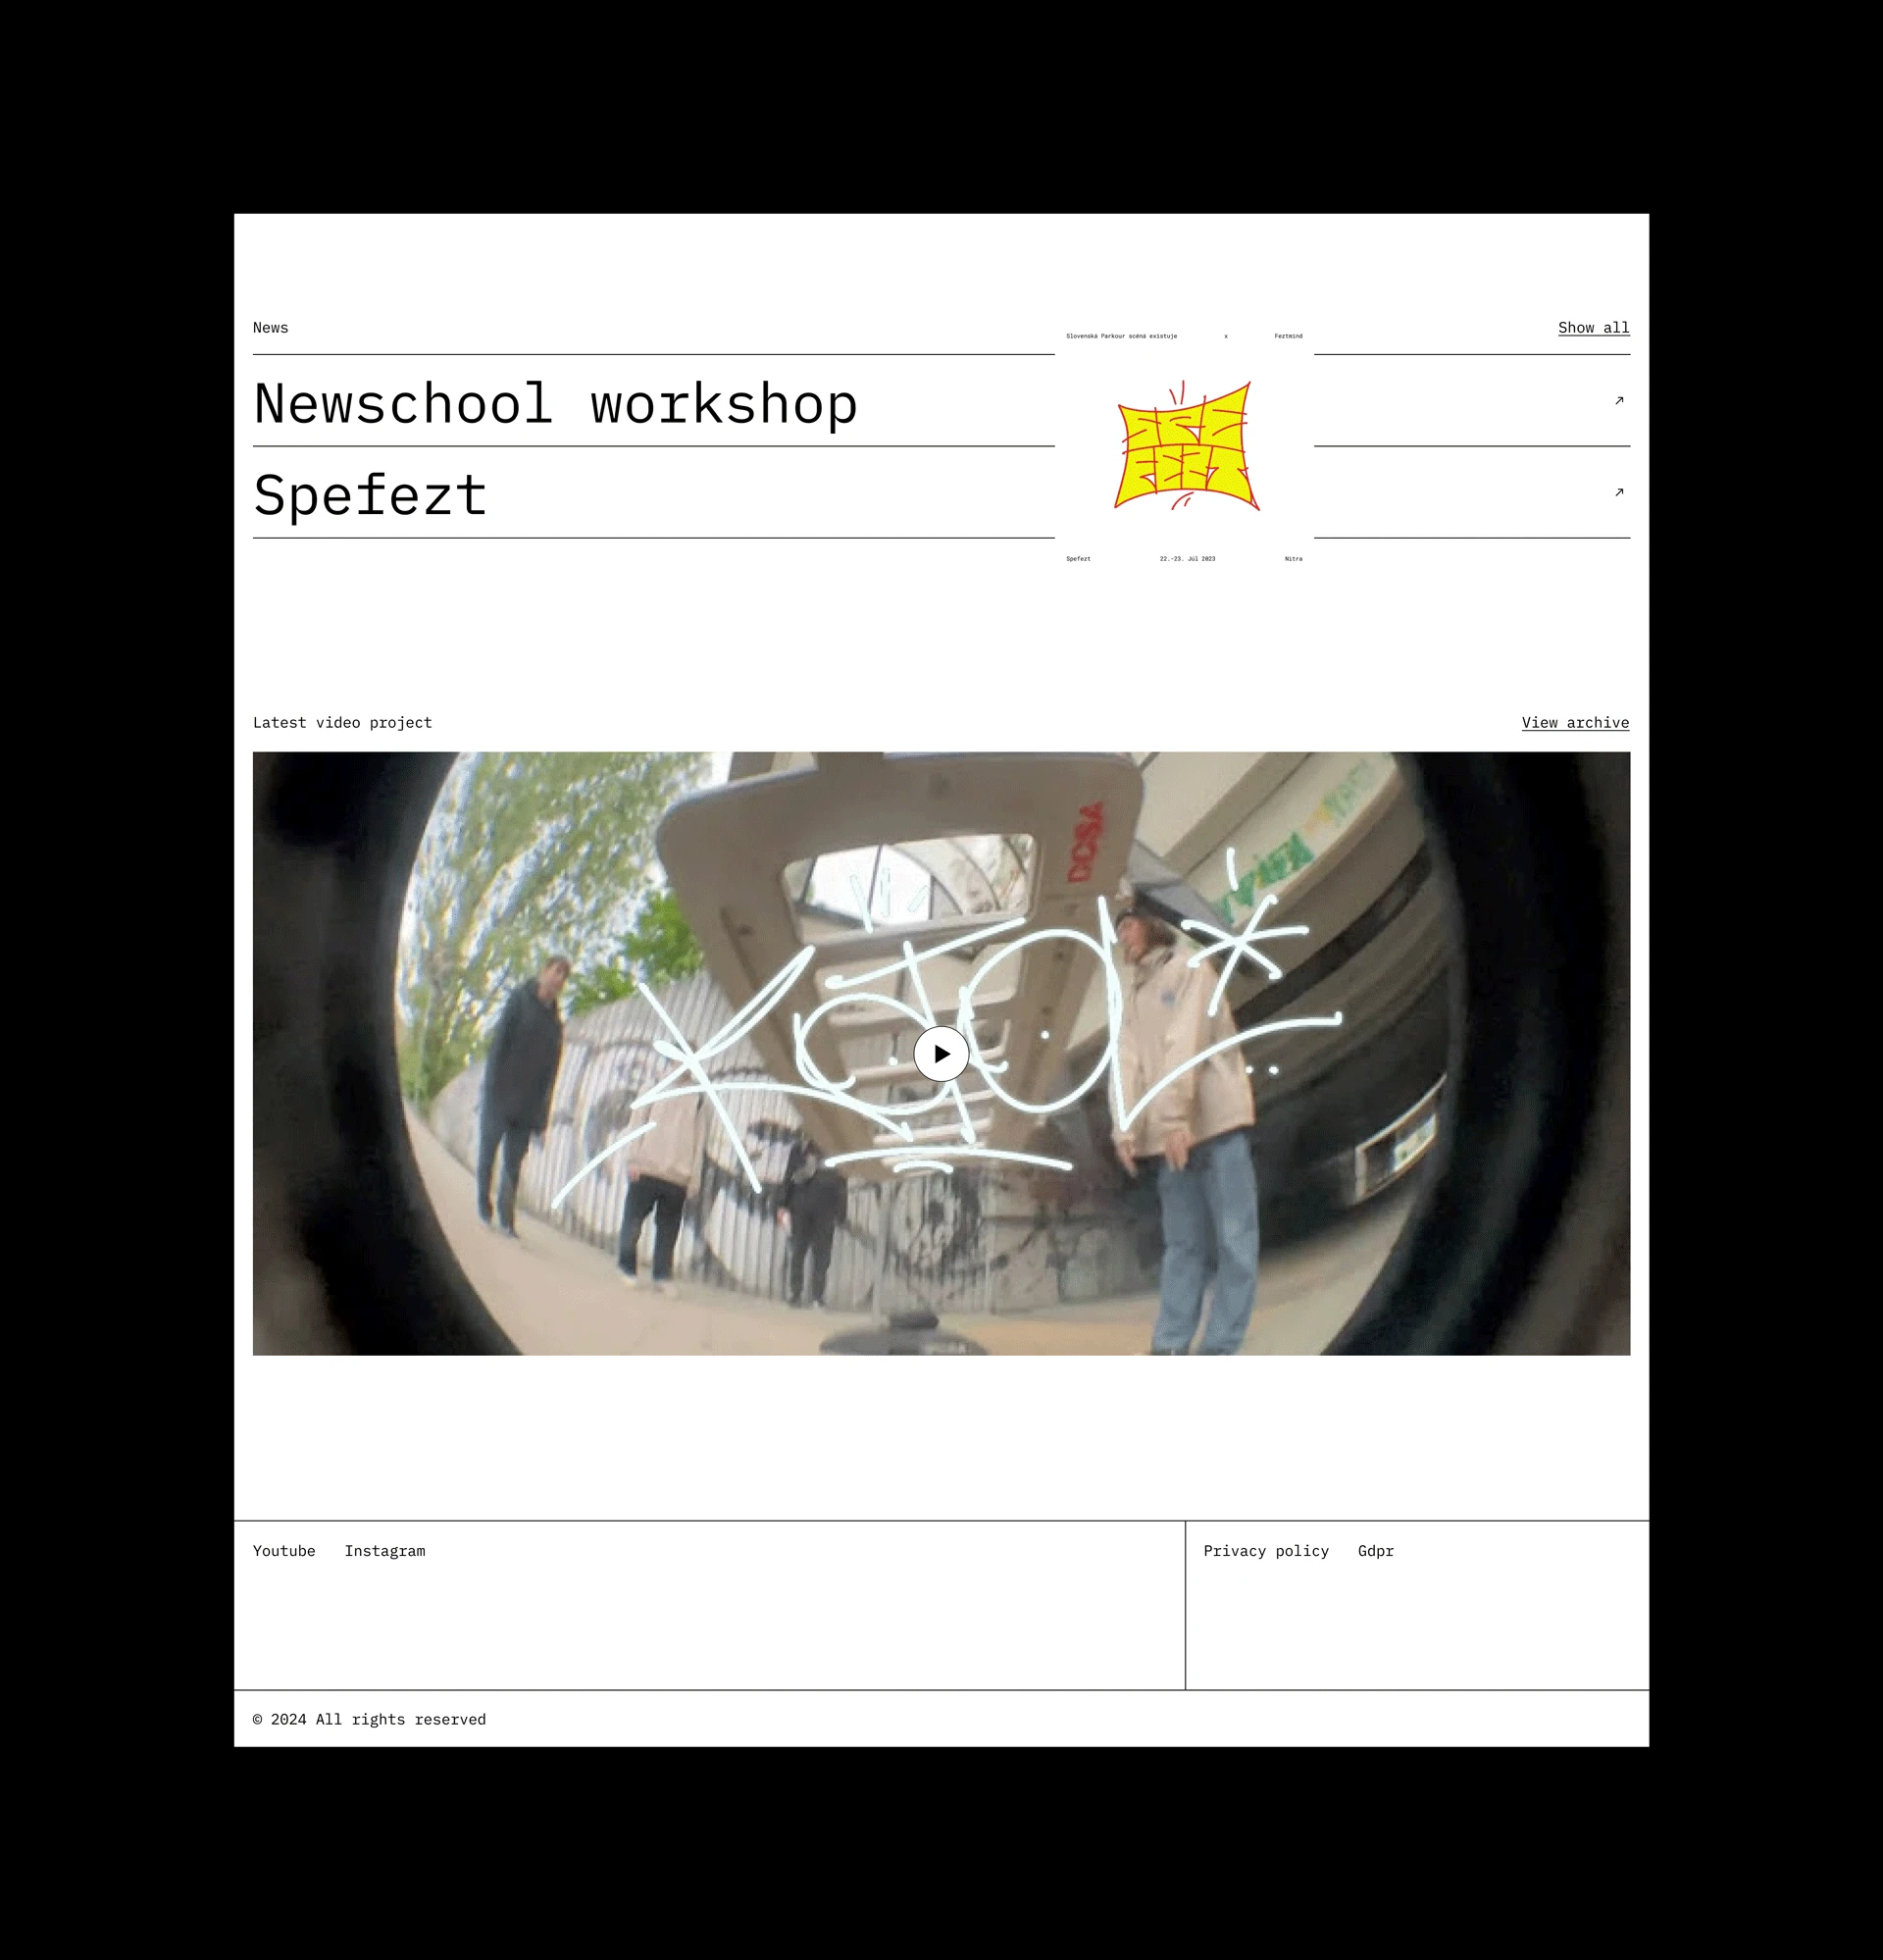 News
Show all
Slovenská Parkour scéná existuje x Feztmind
Newschool workshop
Spefezt
Spefezt 22.-23. Júl 2023 Nitra
Latest video project
View archive
DOSA
Youtube Instagram
Privacy policy Gdpr
© 2024 All rights reserved